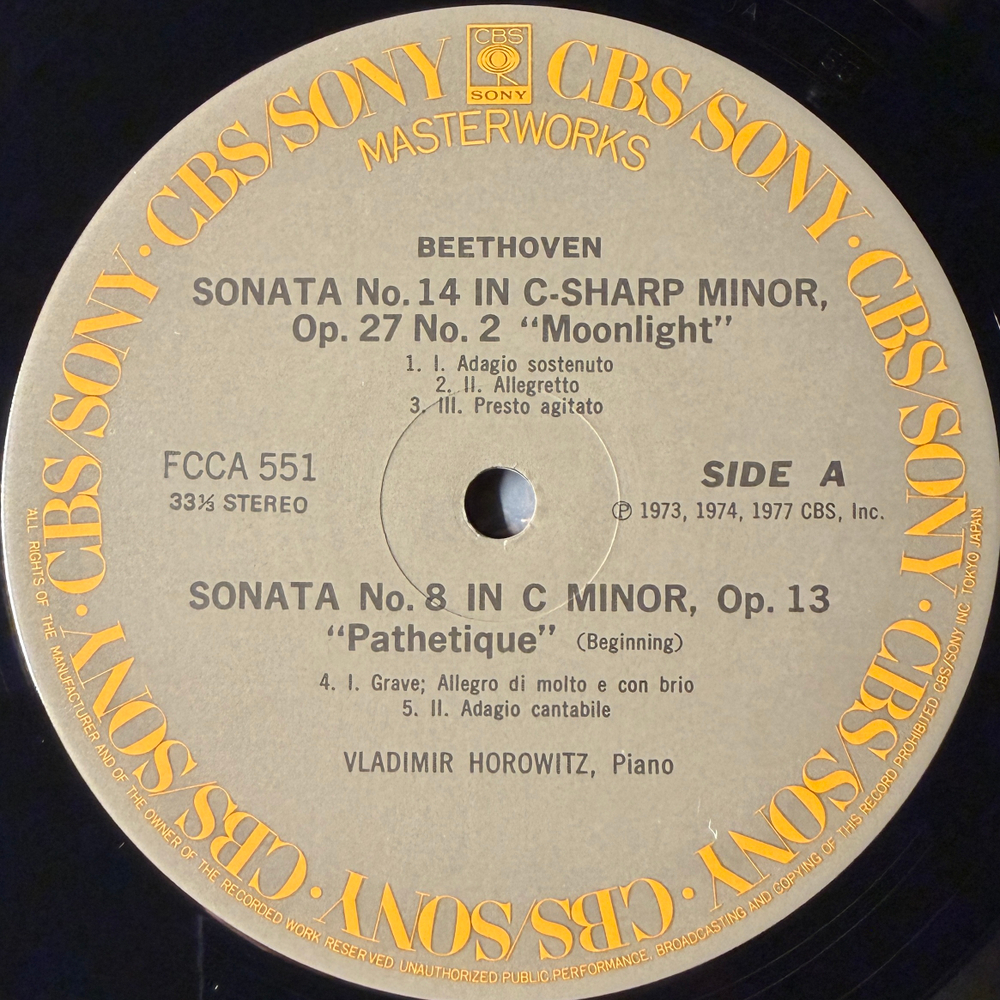 CBS
SONY
CBS/SONY · CBS/SONY · CBS/SONY · CBS/SONY · CBS/SONY · CBS/SONY · CBS/SONY · CBS/SONY · CBS/SONY
MASTERWORKS
BEETHOVEN
SONATA No. 14 IN C-SHARP MINOR,
Op. 27 No. 2 “Moonlight”
1. I. Adagio sostenuto
2. II. Allegretto
3. III. Presto agitato
FCCA 551
33⅓ STEREO
SIDE A
Ⓟ 1973, 1974, 1977 CBS, Inc.
SONATA No. 8 IN C MINOR, Op. 13
“Pathetique” (Beginning)
4. I. Grave; Allegro di molto e con brio
5. II. Adagio cantabile
VLADIMIR HOROWITZ, Piano
ALL RIGHTS OF THE MANUFACTURER AND OF THE OWNER OF THE RECORDED WORK RESERVED UNAUTHORIZED PUBLIC PERFORMANCE, BROADCASTING AND COPYING OF THIS RECORD PROHIBITED CBS/SONY INC. TOKYO JAPAN